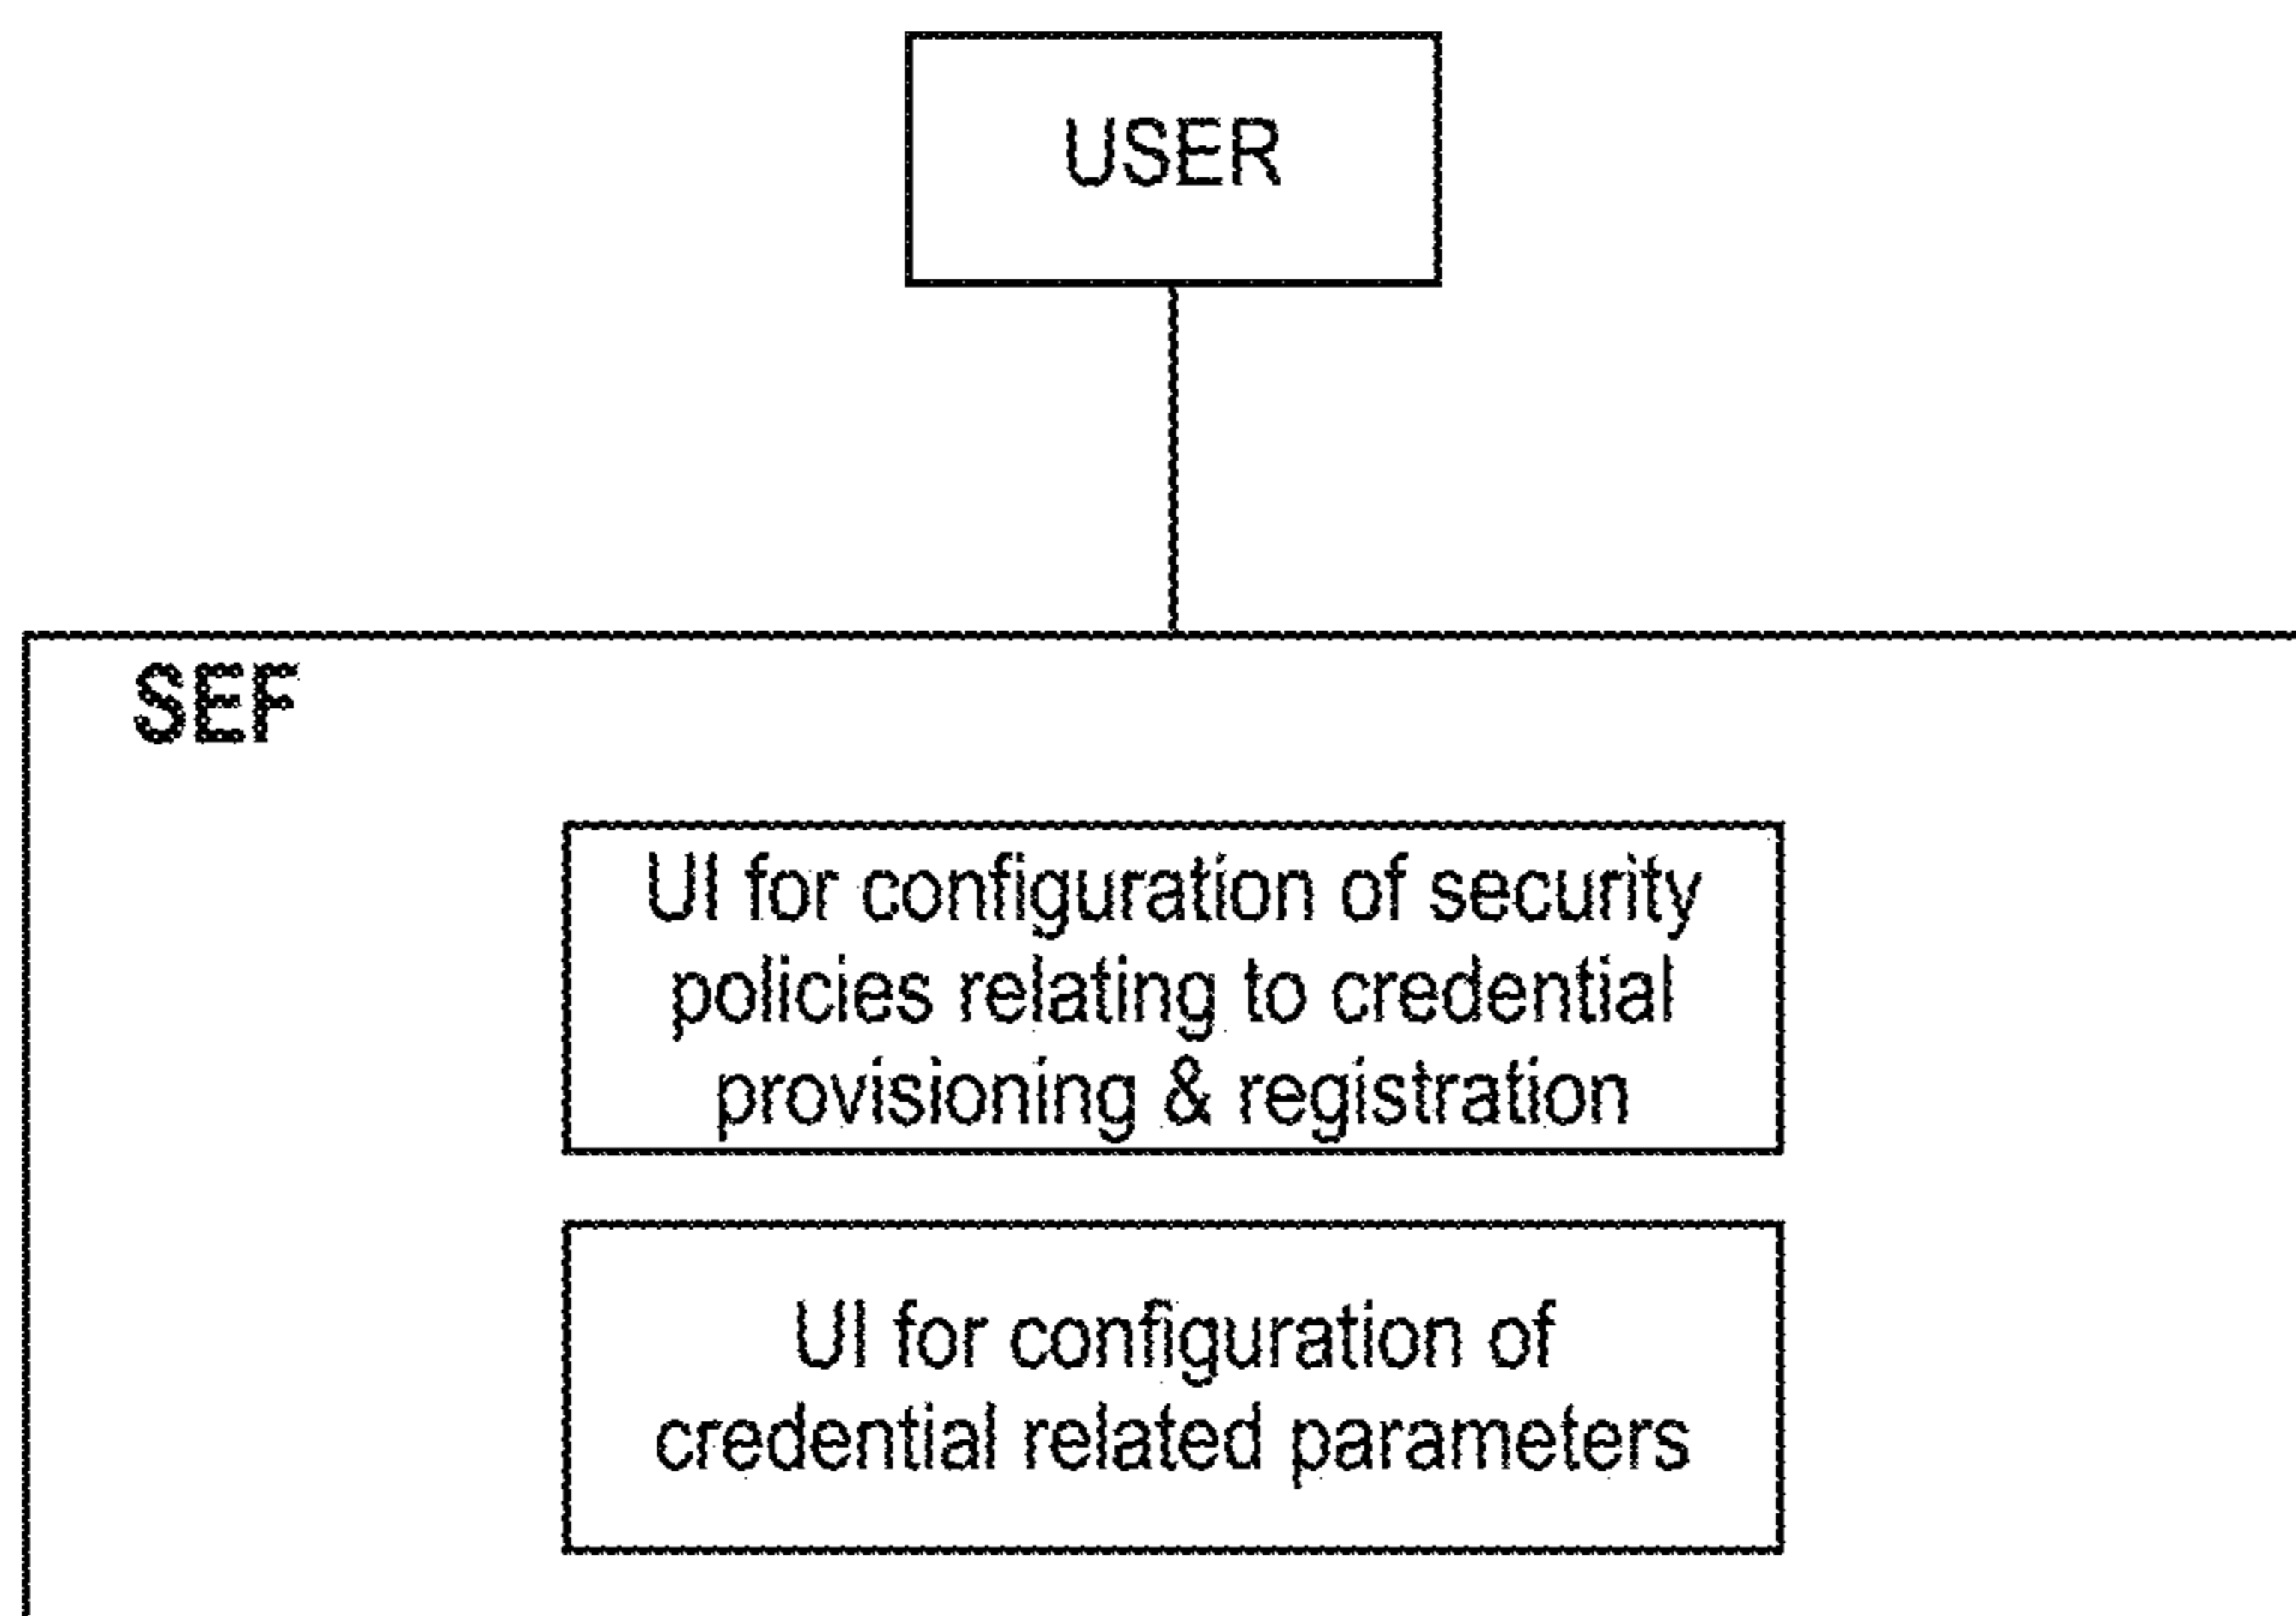 USER
SEF
UI for configuration of security
policies relating to credential
provisioning & registration
UI for configuration of
credential related parameters